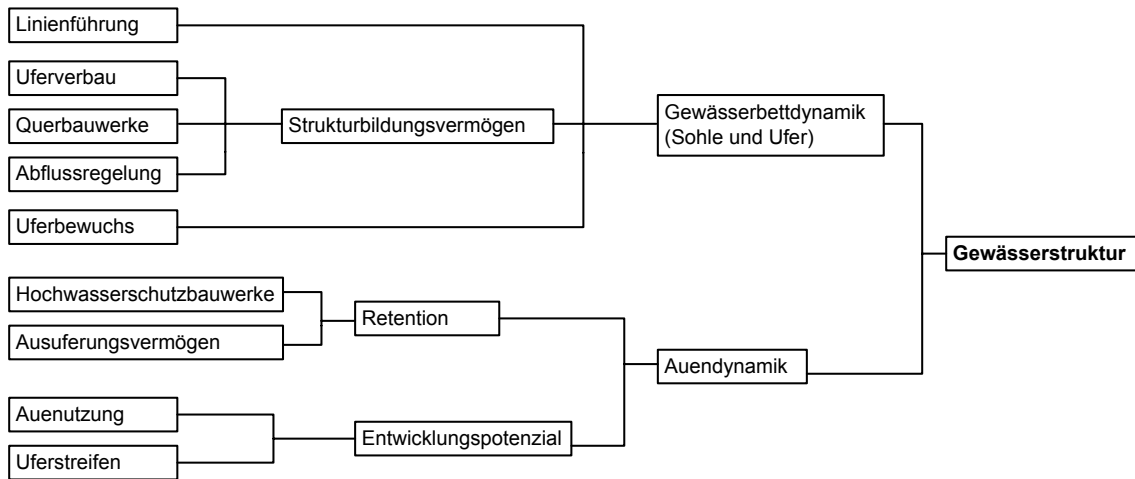 Linienführung
Uferverbau
Querbauwerke
Abflussregelung
Uferbewuchs
Strukturbildungsvermögen
Gewässerbettdynamik
(Sohle und Ufer)
Hochwasserschutzbauwerke
Ausuferungsvermögen
Retention
Auenutzung
Uferstreifen
Entwicklungspotenzial
Auendynamik
Gewässerstruktur